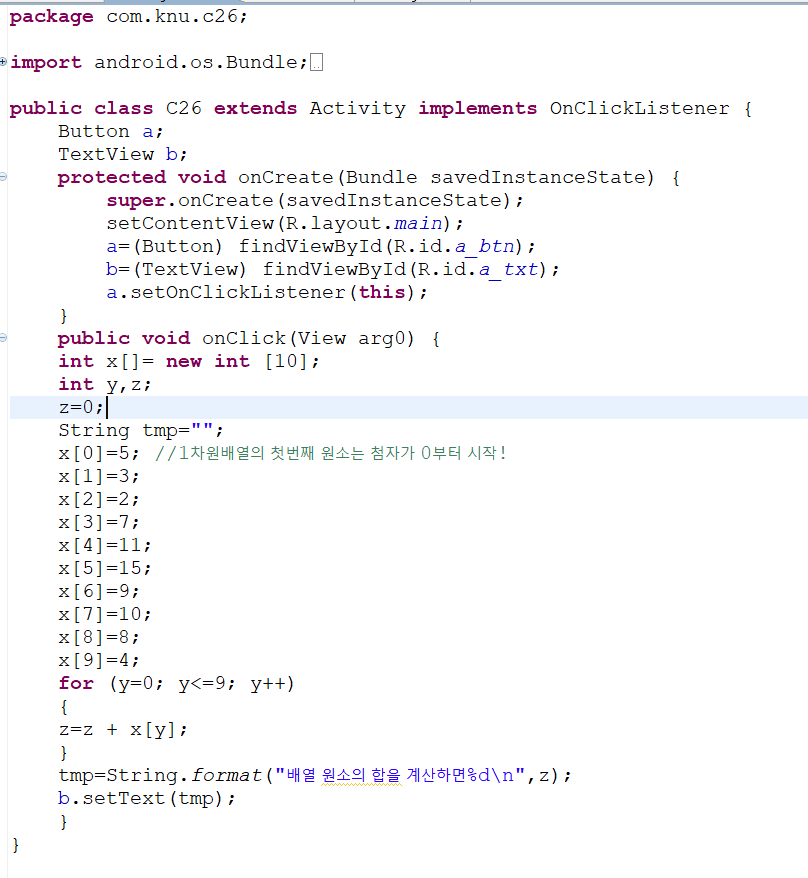 package com.knu.c26;
import android.os.Bundle;
public class C26 extends Activity implements OnClickListener {
Button a;
TextView b;
protected void onCreate(Bundle savedInstanceState) {
super.onCreate(savedInstanceState);
setContentView(R.layout.main);
a=(Button) findViewById(R.id.a_btn);
b=(TextView) findViewById(R.id.a_txt);
a.setOnClickListener(this);
}
public void onClick(View arg0) {
int x[]= new int [10];
int y,z;
z=0;
String tmp="";
x[0]=5; //1차원배열의 첫번째 원소는 첨자가 0부터 시작!
x[1]=3;
x[2]=2;
x[3]=7;
x[4]=11;
x[5]=15;
x[6]=9;
x[7]=10;
x[8]=8;
x[9]=4;
for (y=0; y<=9; y++)
{
z=z + x[y];
}
tmp=String.format("배열 원소의 합을 계산하면%d\n",z);
b.setText(tmp);
}
}